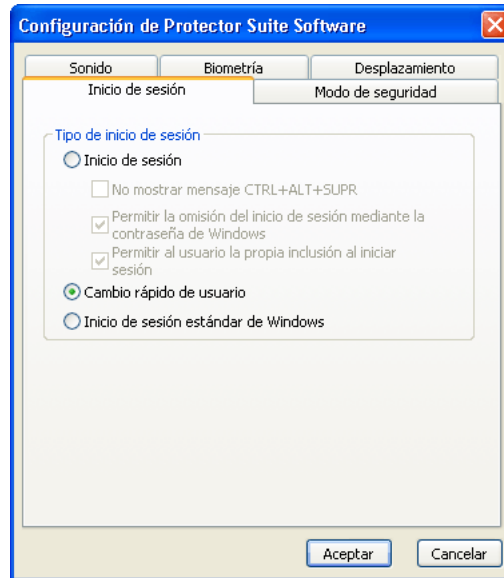 Configuración de Protector Suite Software
Sonido
Biometría
Desplazamiento
Inicio de sesión
Modo de seguridad
Tipo de inicio de sesión
Inicio de sesión
No mostrar mensaje CTRL+ALT+SUPR
Permitir la omisión del inicio de sesión mediante la
contraseña de Windows
Permitir al usuario la propia inclusión al iniciar
sesión
Cambio rápido de usuario
Inicio de sesión estándar de Windows
Aceptar
Cancelar